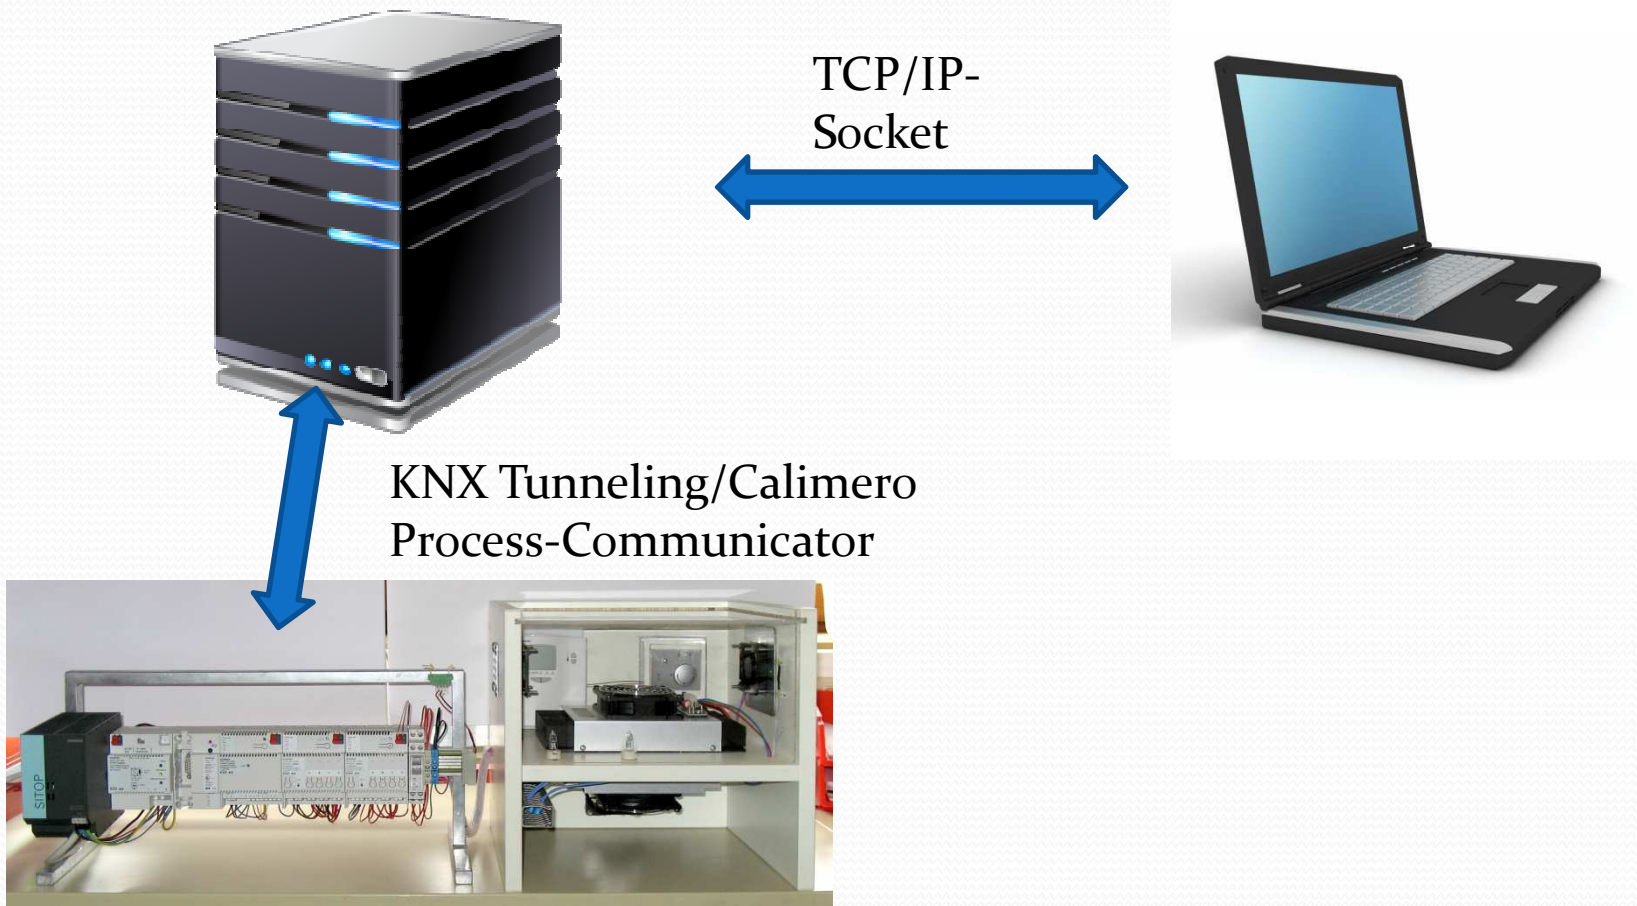 TCP/IP-
Socket
KNX Tunneling/Calimero
Process-Communicator
SITOP